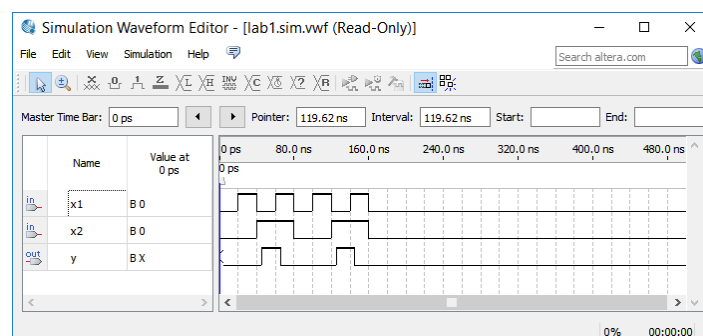 Simulation Waveform Editor - [lab1.sim.vwf (Read-Only)]
File Edit View Simulation Help
Search altera.com
Master Time Bar: 0 ps Pointer: 119.62 ns Interval: 119.62 ns Start: End:
Name Value at 0 ps
0 ps 80.0 ns 160.0 ns 240.0 ns 320.0 ns 400.0 ns 480.0 ns
0 ps
in x1 B 0
in x2 B 0
out y B X
0% 00:00:00